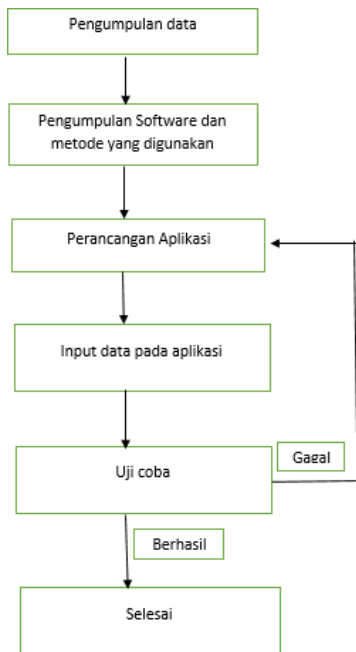 Pengumpulan data
Pengumpulan Software dan
metode yang digunakan
Perancangan Aplikasi
Input data pada aplikasi
Uji coba
Gagal
Berhasil
Selesai